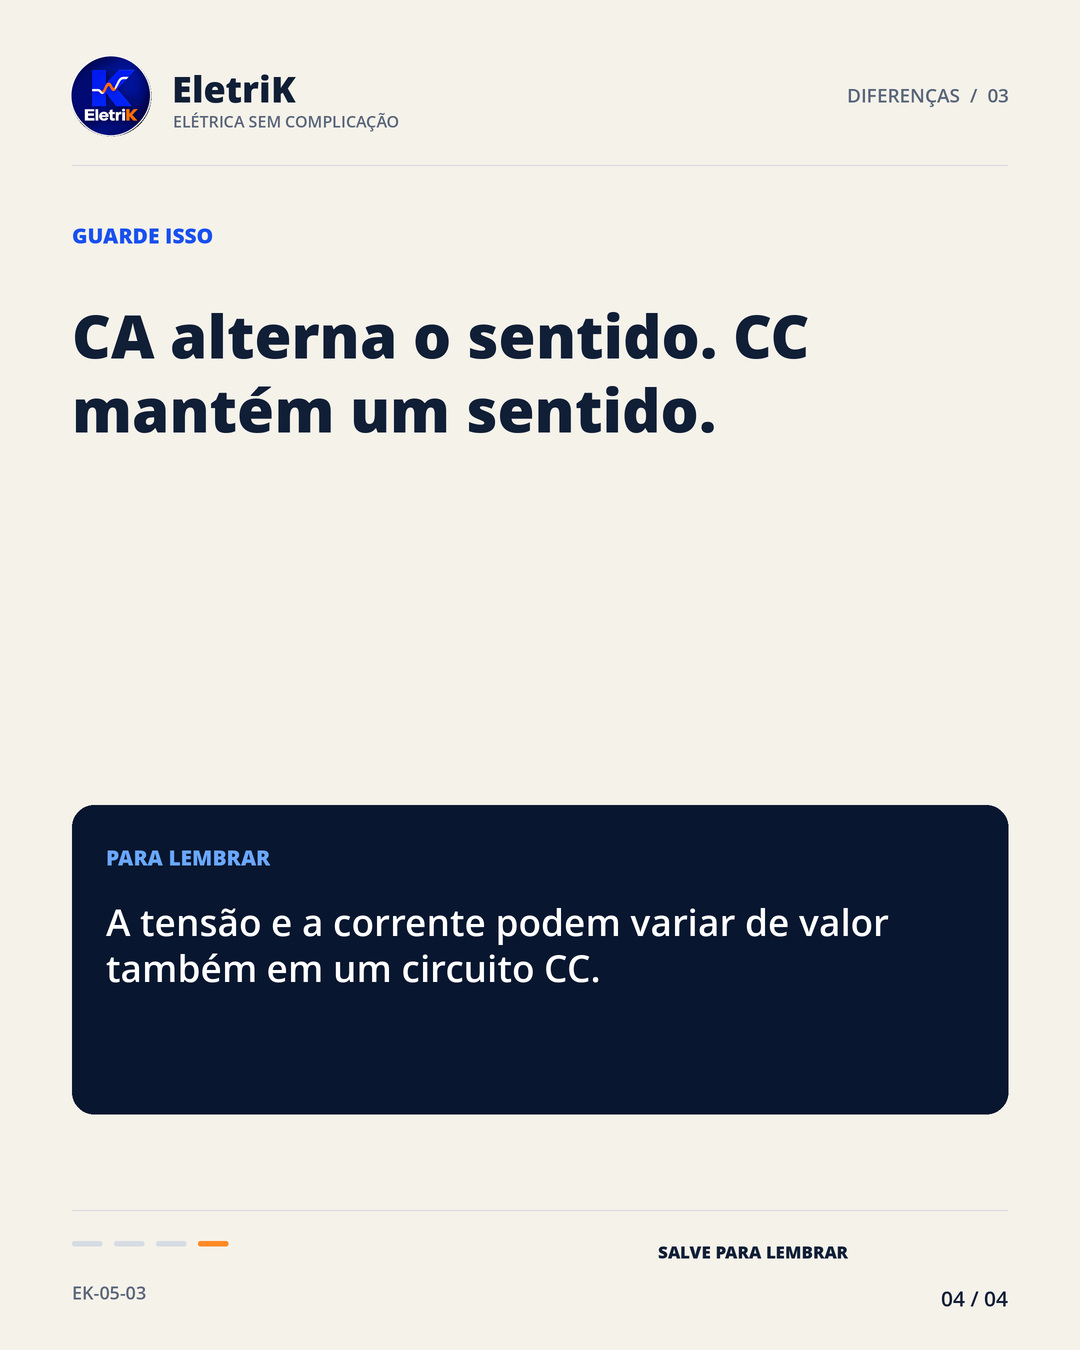 EletriK
EletriK
ELÉTRICA SEM COMPLICAÇÃO
DIFERENÇAS / 03
GUARDE ISSO
CA alterna o sentido. CC
mantém um sentido.
PARA LEMBRAR
A tensão e a corrente podem variar de valor
também em um circuito CC.
SALVE PARA LEMBRAR
EK-05-03
04 / 04